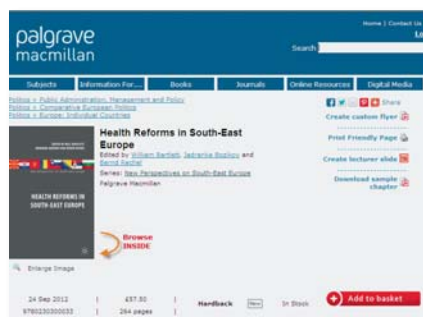 palgrave
macmillan
Home | Contact Us
Search
Subjects
Information For....
Books
Journals
Online Resources
Digital Media
Politics > Public Administration, Management and Policy
Politics > Comparative European Politics
Politics > Europe: Individual Countries
Share
Create custom flyer
Print Friendly Page
Create lecturer slide
Download sample
chapter
Health Reforms in South-East
Europe
Edited by William Bartlett, Jadranka Bozikov and
Bernd Rechel
Series: New Perspectives on South-East Europe
Palgrave Macmillan
HEALTH REFORMS IN
SOUTH-EAST EUROPE
Browse
INSIDE
Enlarge Image
24 Sep 2012 | £57.50 | Hardback New In Stock Add to basket
9780230300033 | 264 pages |